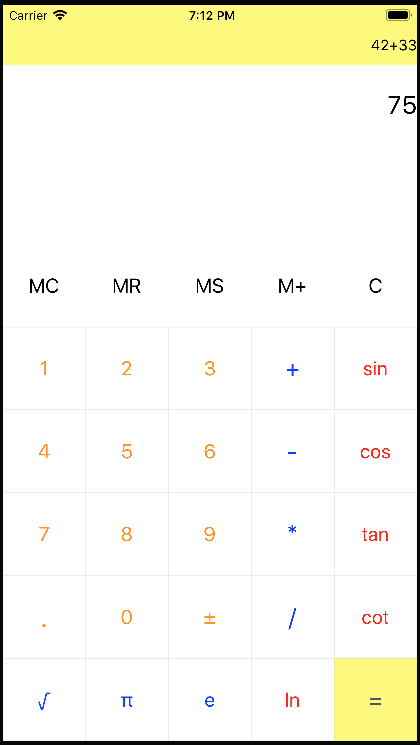 Carrier 7:12 PM
42+33
75
MC MR MS M+ C
1 2 3 + sin
4 5 6 - cos
7 8 9 * tan
. 0 ± / cot
√ π e ln =